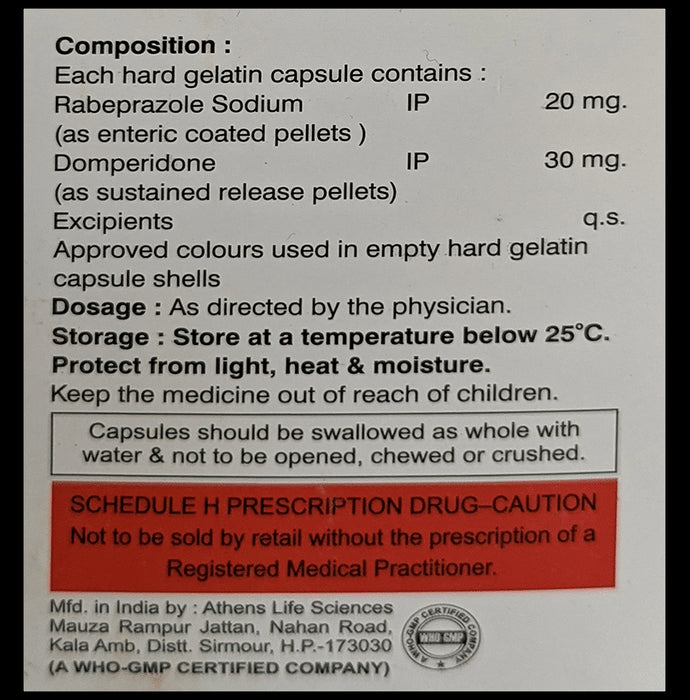 Composition :
Each hard gelatin capsule contains :
Rabeprazole Sodium IP 20 mg.
(as enteric coated pellets )
Domperidone IP 30 mg.
(as sustained release pellets)
Excipients q.s.
Approved colours used in empty hard gelatin
capsule shells
Dosage : As directed by the physician.
Storage : Store at a temperature below 25°C.
Protect from light, heat & moisture.
Keep the medicine out of reach of children.
Capsules should be swallowed as whole with
water & not to be opened, chewed or crushed.
SCHEDULE H PRESCRIPTION DRUG–CAUTION
Not to be sold by retail without the prescription of a
Registered Medical Practitioner.
Mfd. in India by : Athens Life Sciences
Mauza Rampur Jattan, Nahan Road,
Kala Amb, Distt. Sirmour, H.P.-173030
(A WHO-GMP CERTIFIED COMPANY)
A WHO-GMP CERTIFIED COMPANY
WHO GMP